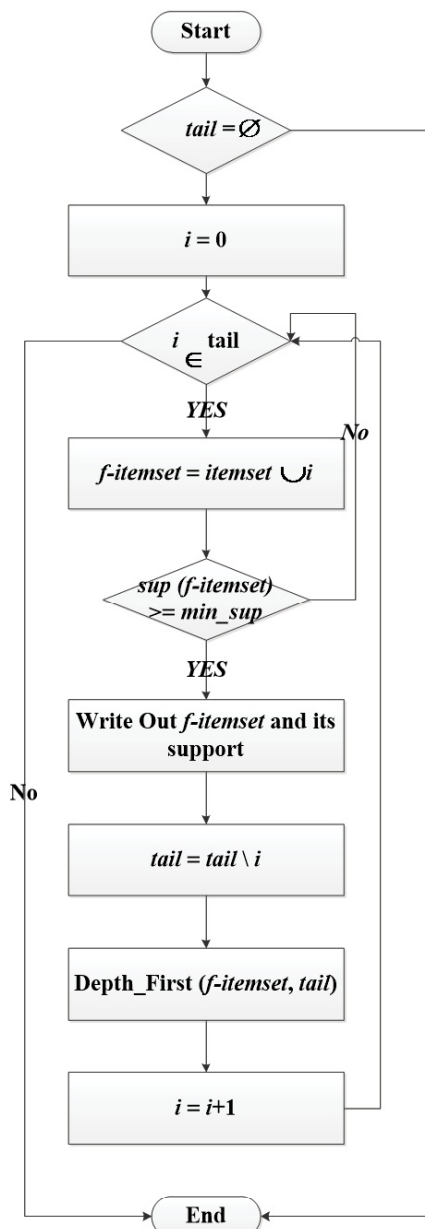 Start
tail = ∅
i = 0
i ∈ tail
YES
No
f-itemset = itemset ∪ i
sup (f-itemset)
>= min_sup
YES
Write Out f-itemset and its
support
No
tail = tail \ i
Depth_First (f-itemset, tail)
i = i+1
End